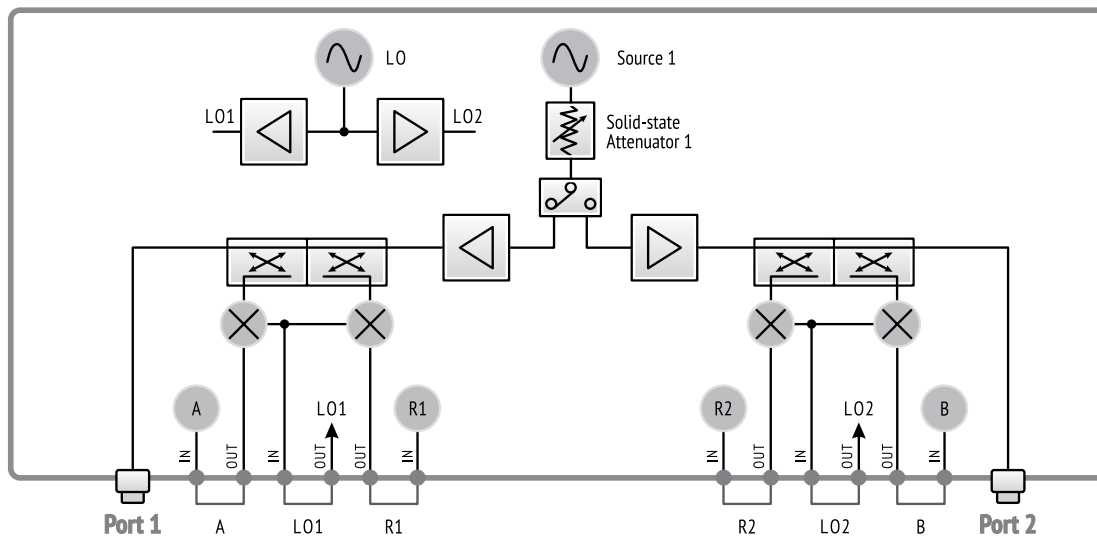 LO
Source 1
LO1
LO2
Solid-state
Attenuator 1
A
LO1
R1
R2
LO2
B
IN
OUT
IN
OUT
OUT
IN
IN
OUT
IN
OUT
OUT
IN
Port 1
A
LO1
R1
R2
LO2
B
Port 2